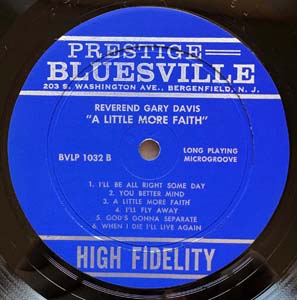 PRESTIGE
BLUESVILLE
203 S. WASHINGTON AVE., BERGENFIELD, N. J.
REVEREND GARY DAVIS
"A LITTLE MORE FAITH"
BVLP 1032 B
LONG PLAYING
MICROGROOVE
1. I'LL BE ALL RIGHT SOME DAY
2. YOU BETTER MIND
3. A LITTLE MORE FAITH
4. I'LL FLY AWAY
5. GOD'S GONNA SEPARATE
6. WHEN I DIE I'LL LIVE AGAIN
HIGH FIDELITY